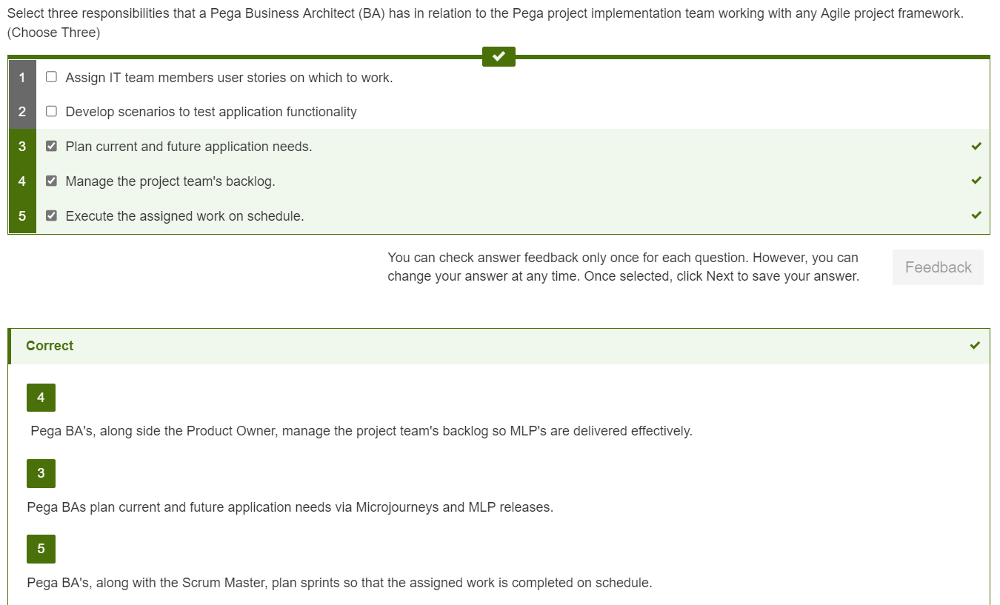 Select three responsibilities that a Pega Business Architect (BA) has in relation to the Pega project implementation team working with any Agile project framework.
(Choose Three)
1 Assign IT team members user stories on which to work.
2 Develop scenarios to test application functionality
3 Plan current and future application needs.
4 Manage the project team's backlog.
5 Execute the assigned work on schedule.
You can check answer feedback only once for each question. However, you can
change your answer at any time. Once selected, click Next to save your answer.
Feedback
Correct
4
Pega BA's, along side the Product Owner, manage the project team's backlog so MLP's are delivered effectively.
3
Pega BAs plan current and future application needs via Microjourneys and MLP releases.
5
Pega BA's, along with the Scrum Master, plan sprints so that the assigned work is completed on schedule.